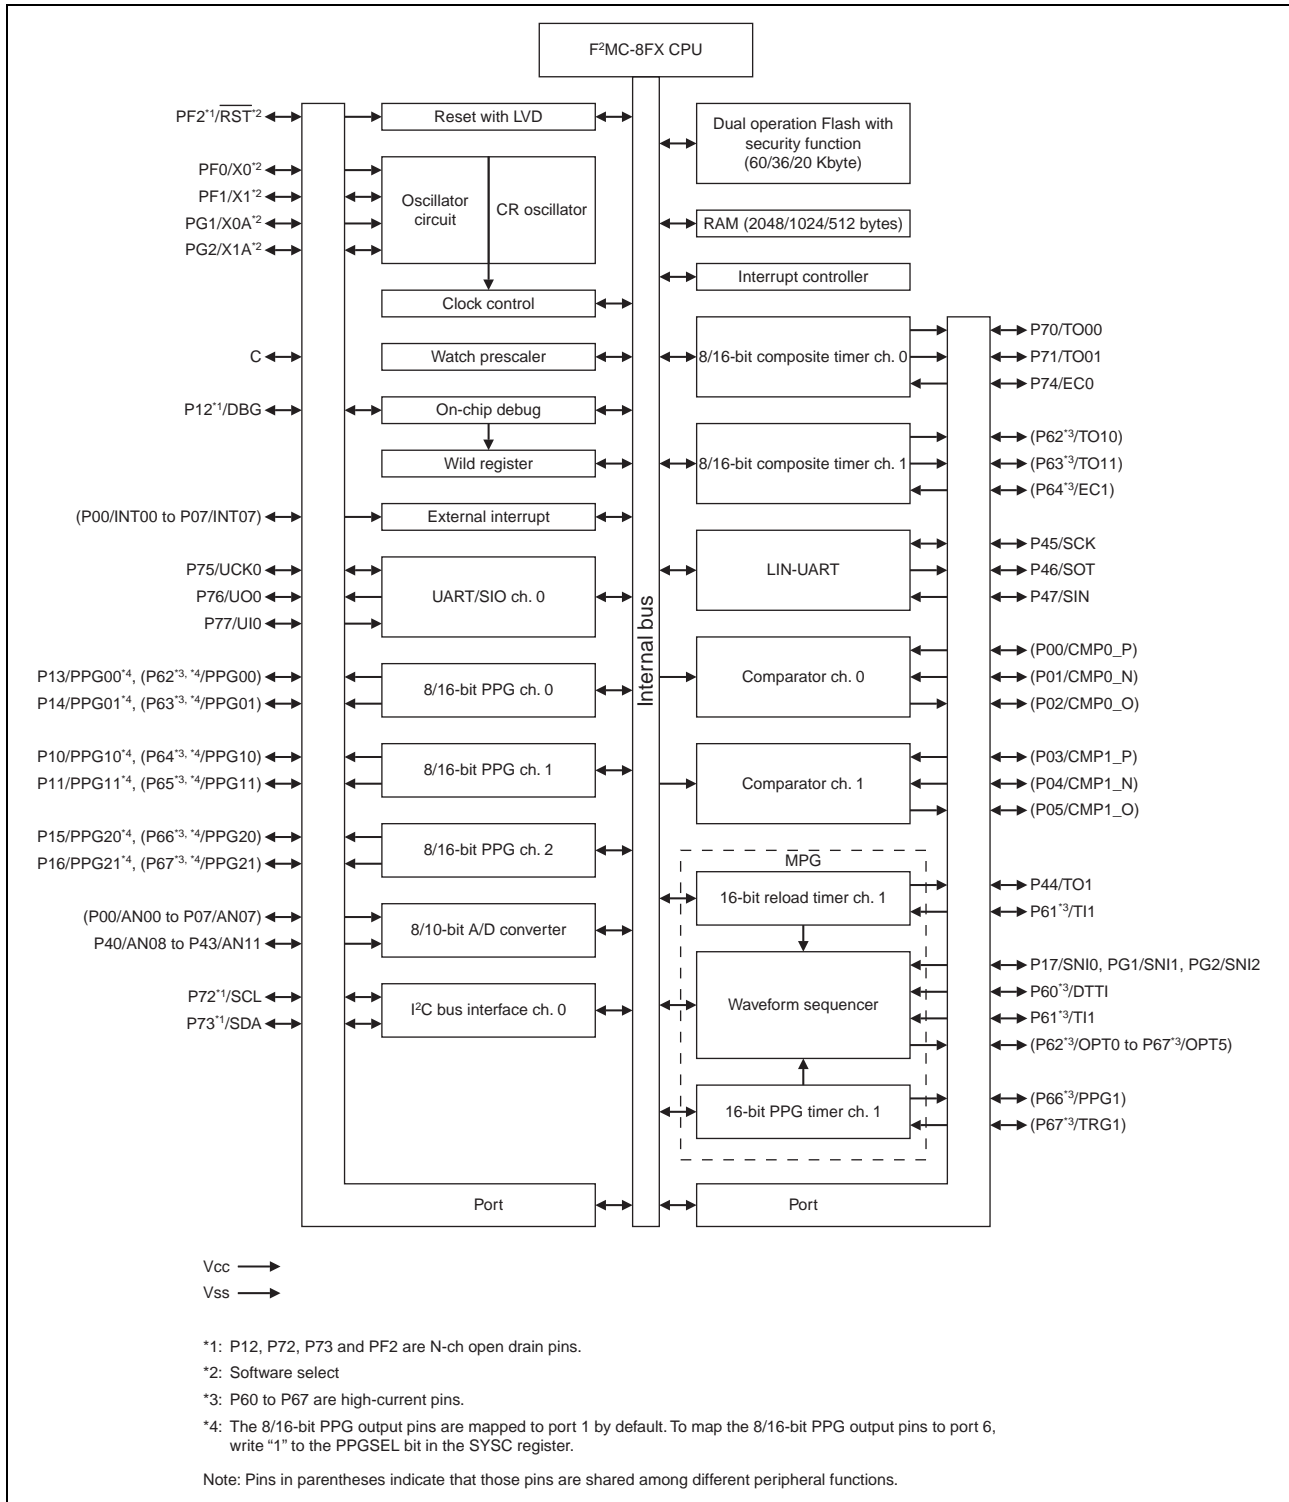 F²MC-8FX CPU
PF2*1/RST*2
Reset with LVD
Dual operation Flash with
security function
(60/36/20 Kbyte)
PF0/X0*2
PF1/X1*2
PG1/X0A*2
PG2/X1A*2
Oscillator
circuit
CR oscillator
RAM (2048/1024/512 bytes)
Interrupt controller
Clock control
C
Watch prescaler
8/16-bit composite timer ch. 0
P70/TO00
P71/TO01
P74/EC0
P12*1/DBG
On-chip debug
Wild register
8/16-bit composite timer ch. 1
(P62*3/TO10)
(P63*3/TO11)
(P64*3/EC1)
(P00/INT00 to P07/INT07)
External interrupt
P75/UCK0
P76/UO0
P77/UI0
UART/SIO ch. 0
LIN-UART
P45/SCK
P46/SOT
P47/SIN
Internal bus
P13/PPG00*4, (P62*3, *4/PPG00)
P14/PPG01*4, (P63*3, *4/PPG01)
8/16-bit PPG ch. 0
Comparator ch. 0
(P00/CMP0_P)
(P01/CMP0_N)
(P02/CMP0_O)
P10/PPG10*4, (P64*3, *4/PPG10)
P11/PPG11*4, (P65*3, *4/PPG11)
8/16-bit PPG ch. 1
Comparator ch. 1
(P03/CMP1_P)
(P04/CMP1_N)
(P05/CMP1_O)
P15/PPG20*4, (P66*3, *4/PPG20)
P16/PPG21*4, (P67*3, *4/PPG21)
8/16-bit PPG ch. 2
MPG
16-bit reload timer ch. 1
P44/TO1
P61*3/TI1
(P00/AN00 to P07/AN07)
P40/AN08 to P43/AN11
8/10-bit A/D converter
Waveform sequencer
P17/SNI0, PG1/SNI1, PG2/SNI2
P60*3/DTTI
P61*3/TI1
(P62*3/OPT0 to P67*3/OPT5)
P72*1/SCL
P73*1/SDA
I²C bus interface ch. 0
16-bit PPG timer ch. 1
(P66*3/PPG1)
(P67*3/TRG1)
Port
Port
Vcc
Vss
*1: P12, P72, P73 and PF2 are N-ch open drain pins.
*2: Software select
*3: P60 to P67 are high-current pins.
*4: The 8/16-bit PPG output pins are mapped to port 1 by default. To map the 8/16-bit PPG output pins to port 6,
write “1” to the PPGSEL bit in the SYSC register.
Note: Pins in parentheses indicate that those pins are shared among different peripheral functions.